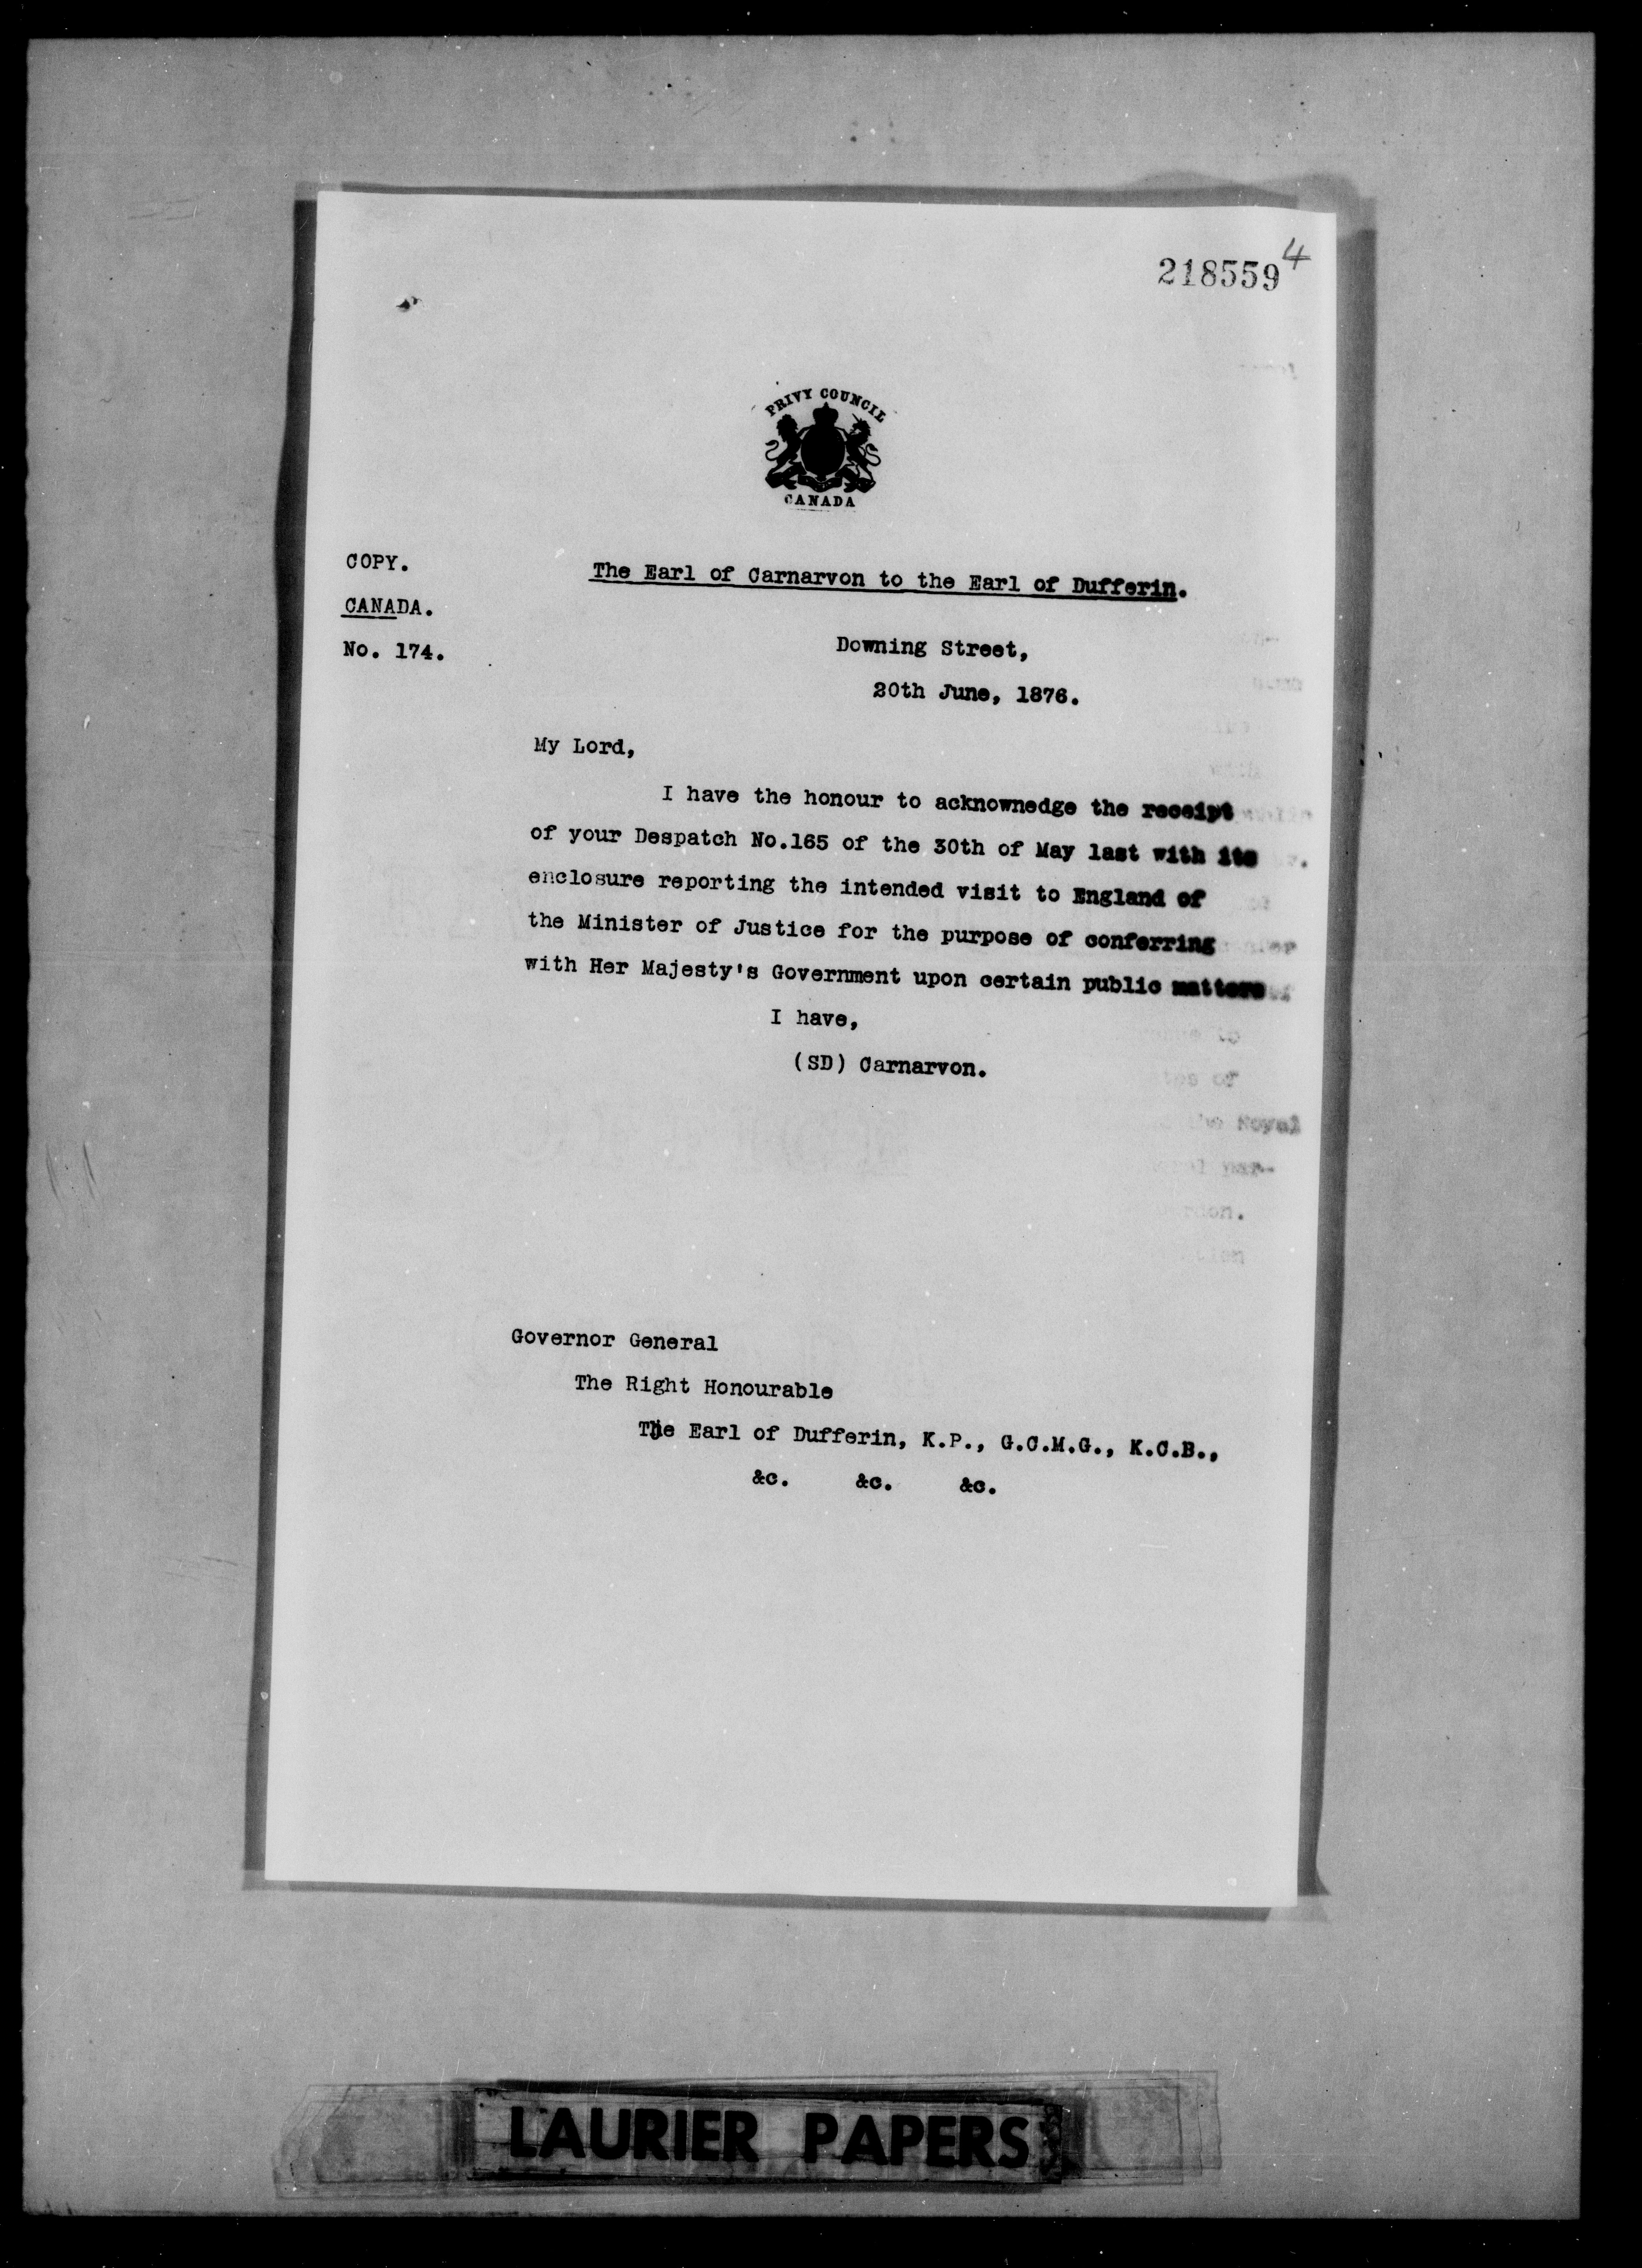 218559 4
PRIVY COUNCIL
CANADA
COPY.
The Earl of Carnarvon to the Earl of Dufferin.
CANADA.
No. 174.
Downing Street,
20th June, 1876.
My Lord,
I have the honour to acknownedge the receipt
of your Despatch No.165 of the 30th of May last with its
enclosure reporting the intended visit to England of
the Minister of Justice for the purpose of conferring
with Her Majesty's Government upon certain public matters
I have,
(SD) Carnarvon.
Governor General
The Right Honourable
The Earl of Dufferin, K.P., G.C.M.G., K.C.B.,
&c. &c. &c.
LAURIER PAPERS